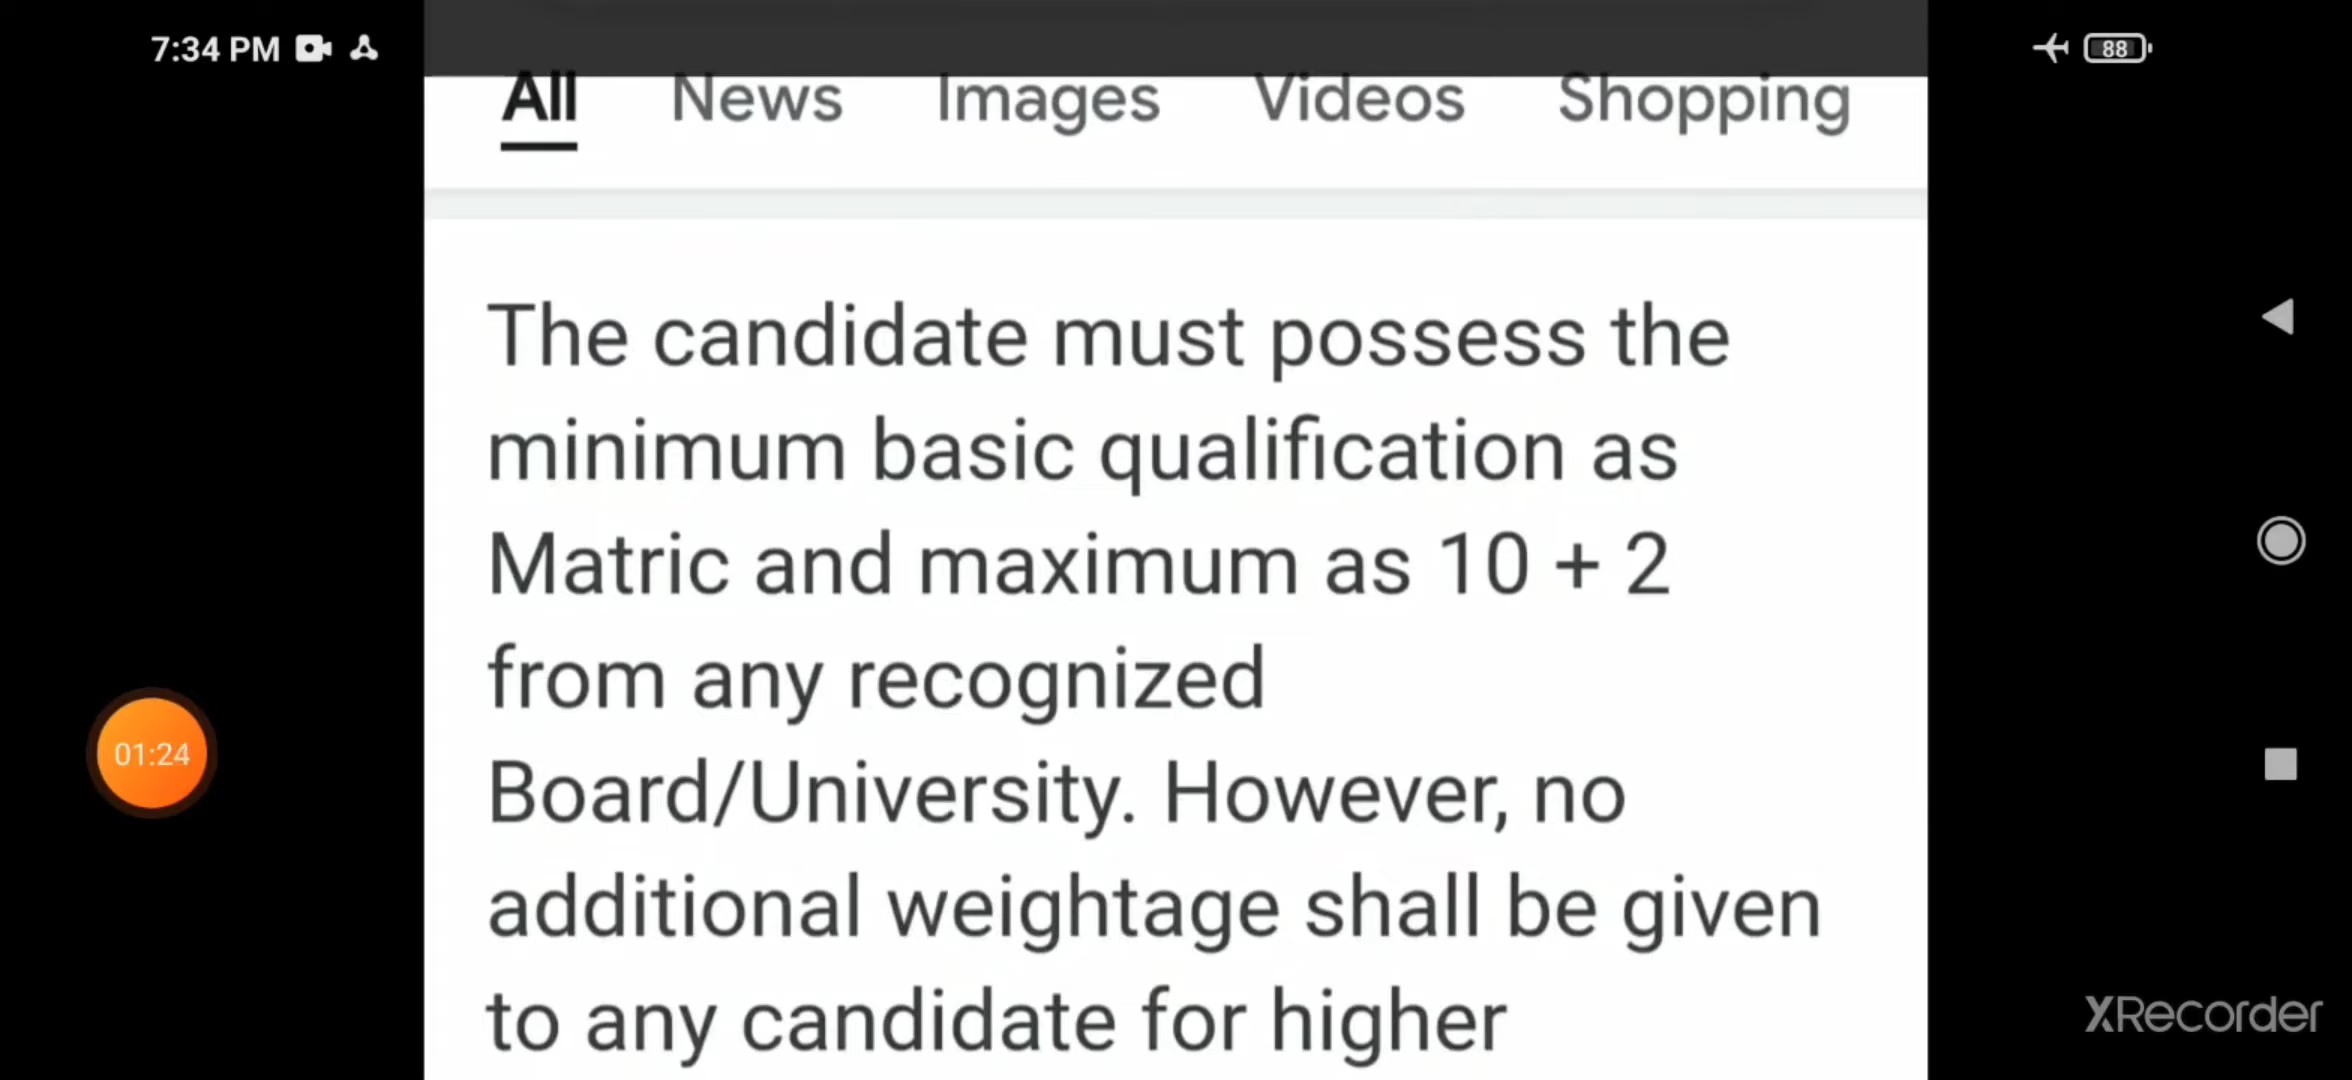 7:34 PM
88
All News Images Videos Shopping
The candidate must possess the
minimum basic qualification as
Matric and maximum as 10 + 2
from any recognized
Board/University. However, no
additional weightage shall be given
to any candidate for higher
01:24
XRecorder